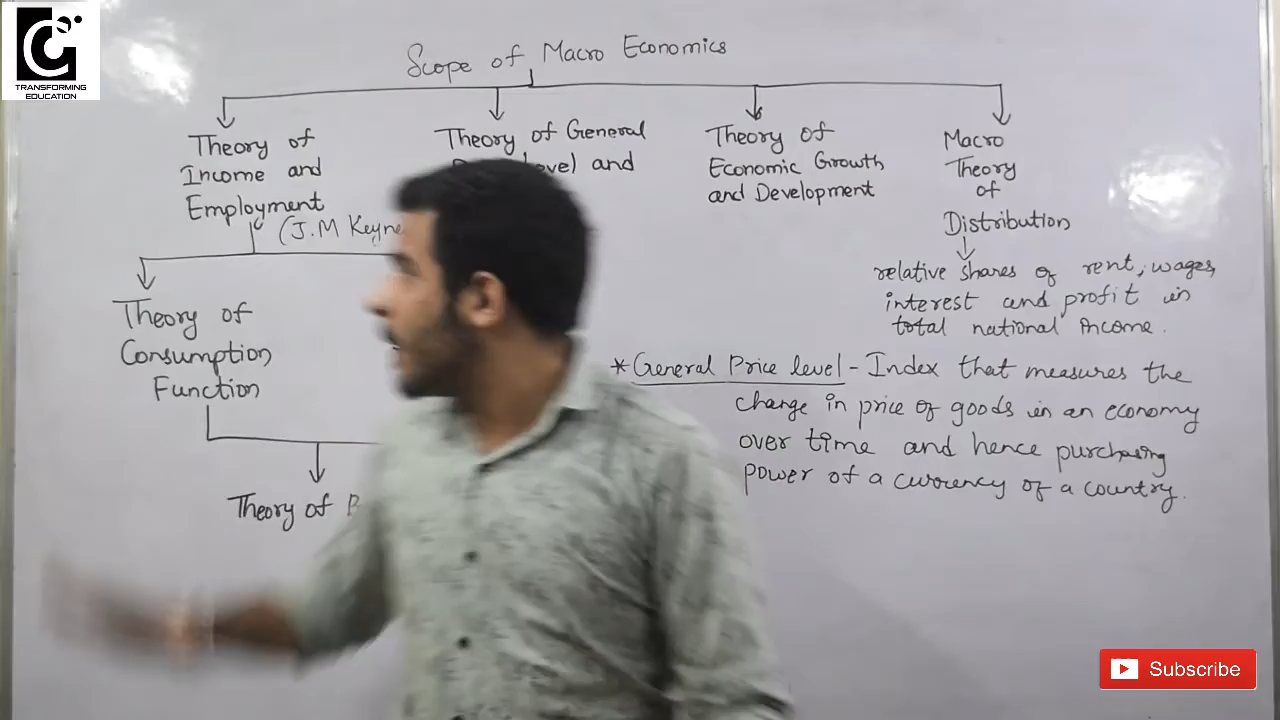 TRANSFORMING
EDUCATION
Scope of Macro Economics
Theory of
Income and
Employment
(J.M
Theory of General
and
Theory of
Economic Growth
and Development
Macro
Theory
of
Distribution
relative shares of rent, wages,
interest and profit in
total national income.
Theory of
Consumption
Function
Theory of
*General Price level - Index that measures the
change in price of goods in an economy
over time and hence purchasing
power of a currency of a country.
Subscribe